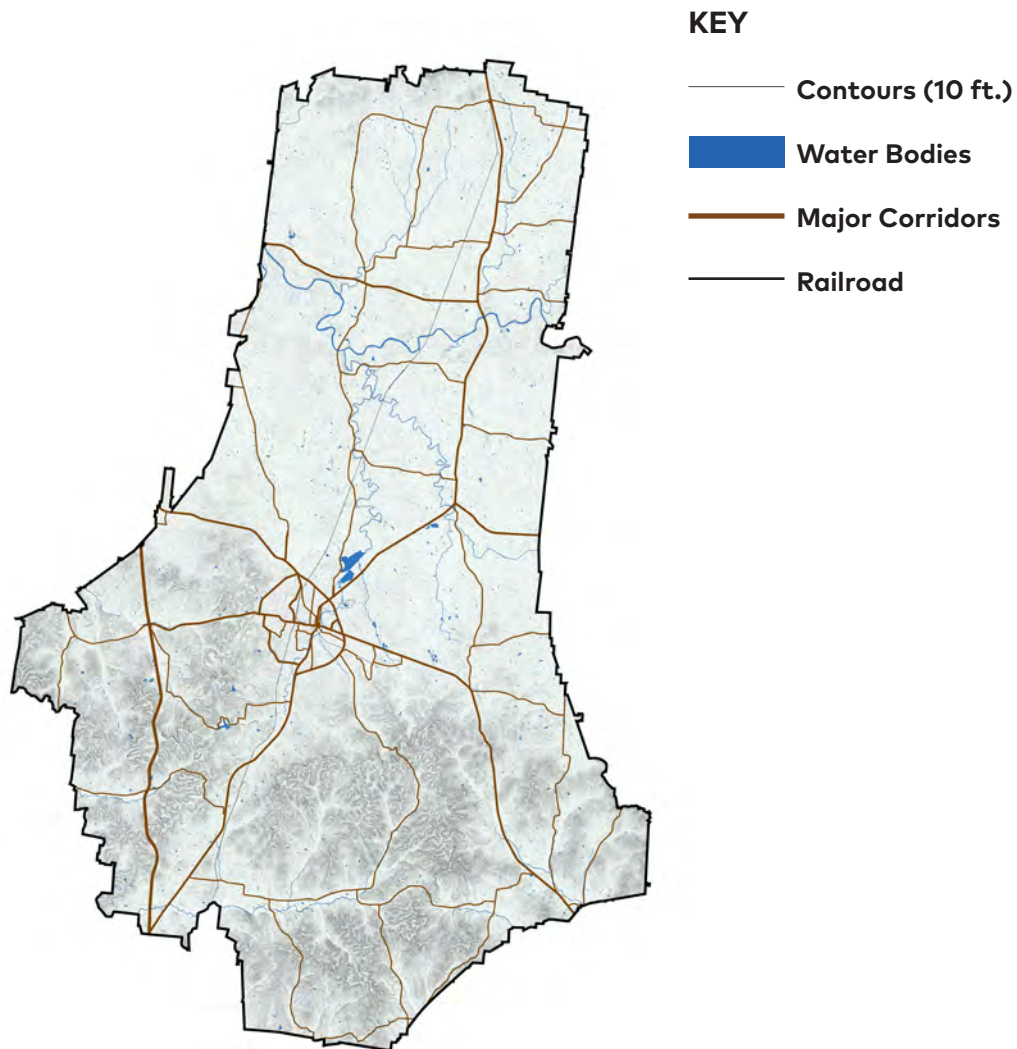 KEY
Contours (10 ft.)
Water Bodies
Major Corridors
Railroad